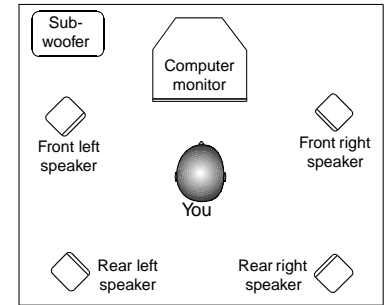 Sub-
woofer
Computer
monitor
Front left
speaker
Front right
speaker
You
Rear left
speaker
Rear right
speaker